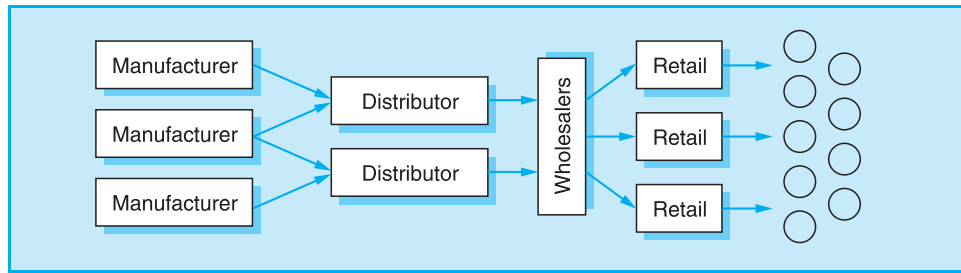 Manufacturer
Manufacturer
Manufacturer
Distributor
Distributor
Wholesalers
Retail
Retail
Retail